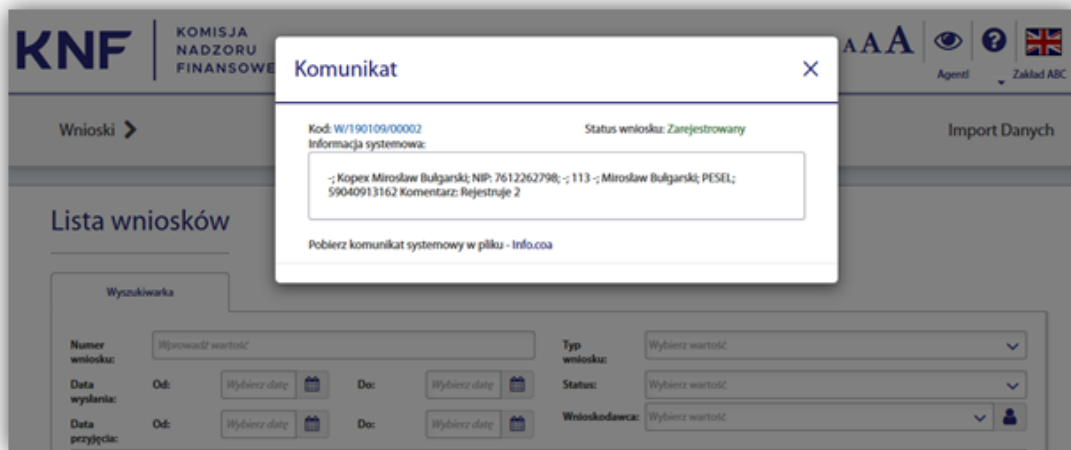 KNF
KOMISJA
NADZORU
FINANSOWE
A A A
Agenti
Zakład ABC
Wnioski
Import Danych
Komunikat
Kod: W/190109/00002 Status wniosku: Zarejestrowany
Informacja systemowa:
-; Kopex Mirosław Bułgarski; NIP: 7612262798; -; 113 -; Mirosław Bułgarski; PESEL;
59040913162 Komentarz: Rejestruje 2
Pobierz komunikat systemowy w pliku - Info.coa
Lista wniosków
Wyszukiwarka
Numer
wniosku: Wprowadź wartość
Typ
wniosku: Wybierz wartość
Data
wysłania: Od: Wybierz datę Do: Wybierz datę
Status: Wybierz wartość
Data
przyjęcia: Od: Wybierz datę Do: Wybierz datę
Wnioskodawca: Wybierz wartość